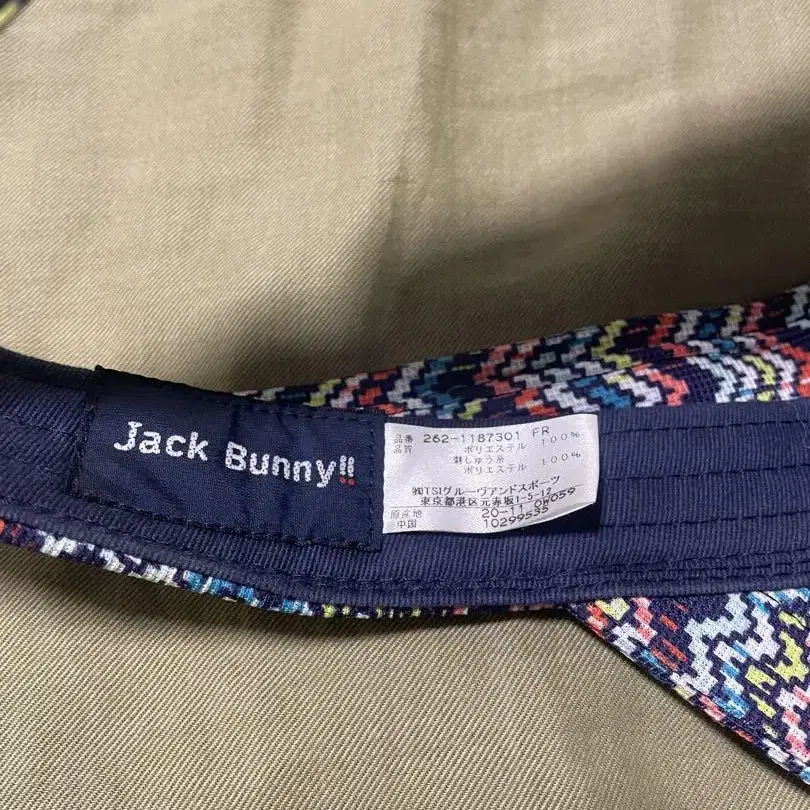 Jack Bunny!!
品番 262-1187301 FR
品質 ポリエステル 100%
刺しゅう糸
ポリエステル 100%
㈱TSIグルーヴアンドスポーツ
東京都港区元赤坂1-5-12
原産地 20-11 0W059
中国 10299535